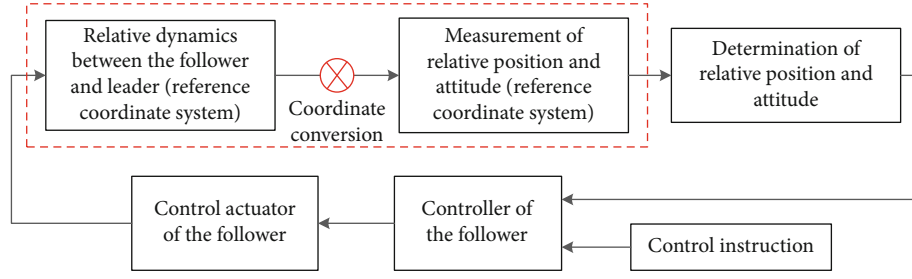 Relative dynamics
between the follower
and leader (reference
coordinate system)
Coordinate
conversion
Measurement of
relative position and
attitude (reference
coordinate system)
Determination of
relative position and
attitude
Control actuator
of the follower
Controller of
the follower
Control instruction